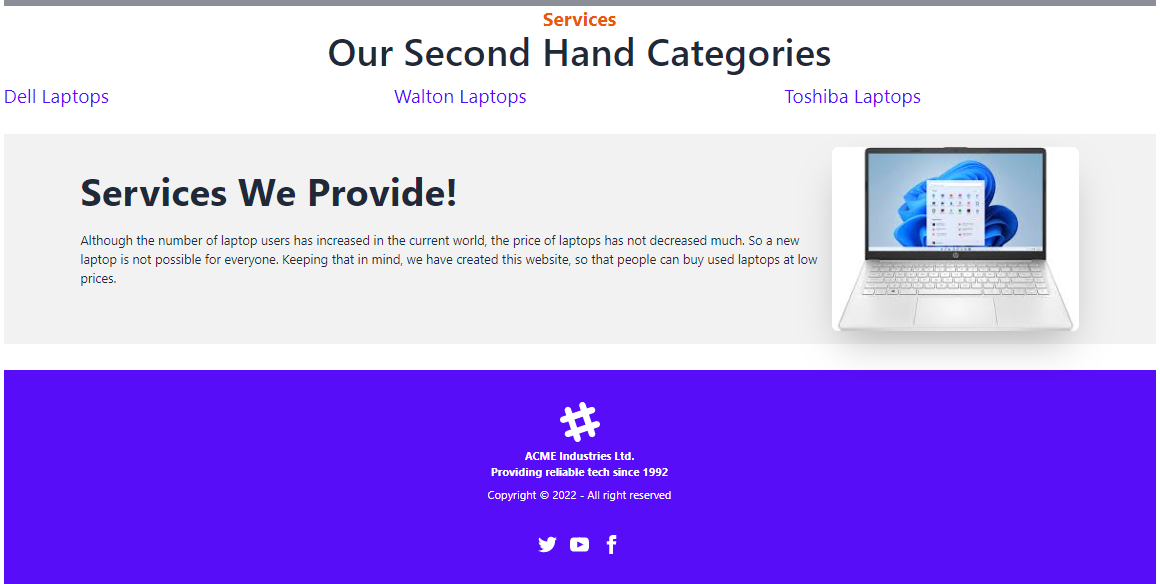 Services
Our Second Hand Categories
Dell Laptops
Walton Laptops
Toshiba Laptops
Services We Provide!
Although the number of laptop users has increased in the current world, the price of laptops has not decreased much. So a new
laptop is not possible for everyone. Keeping that in mind, we have created this website, so that people can buy used laptops at low
prices.
ACME Industries Ltd.
Providing reliable tech since 1992
Copyright © 2022 - All right reserved